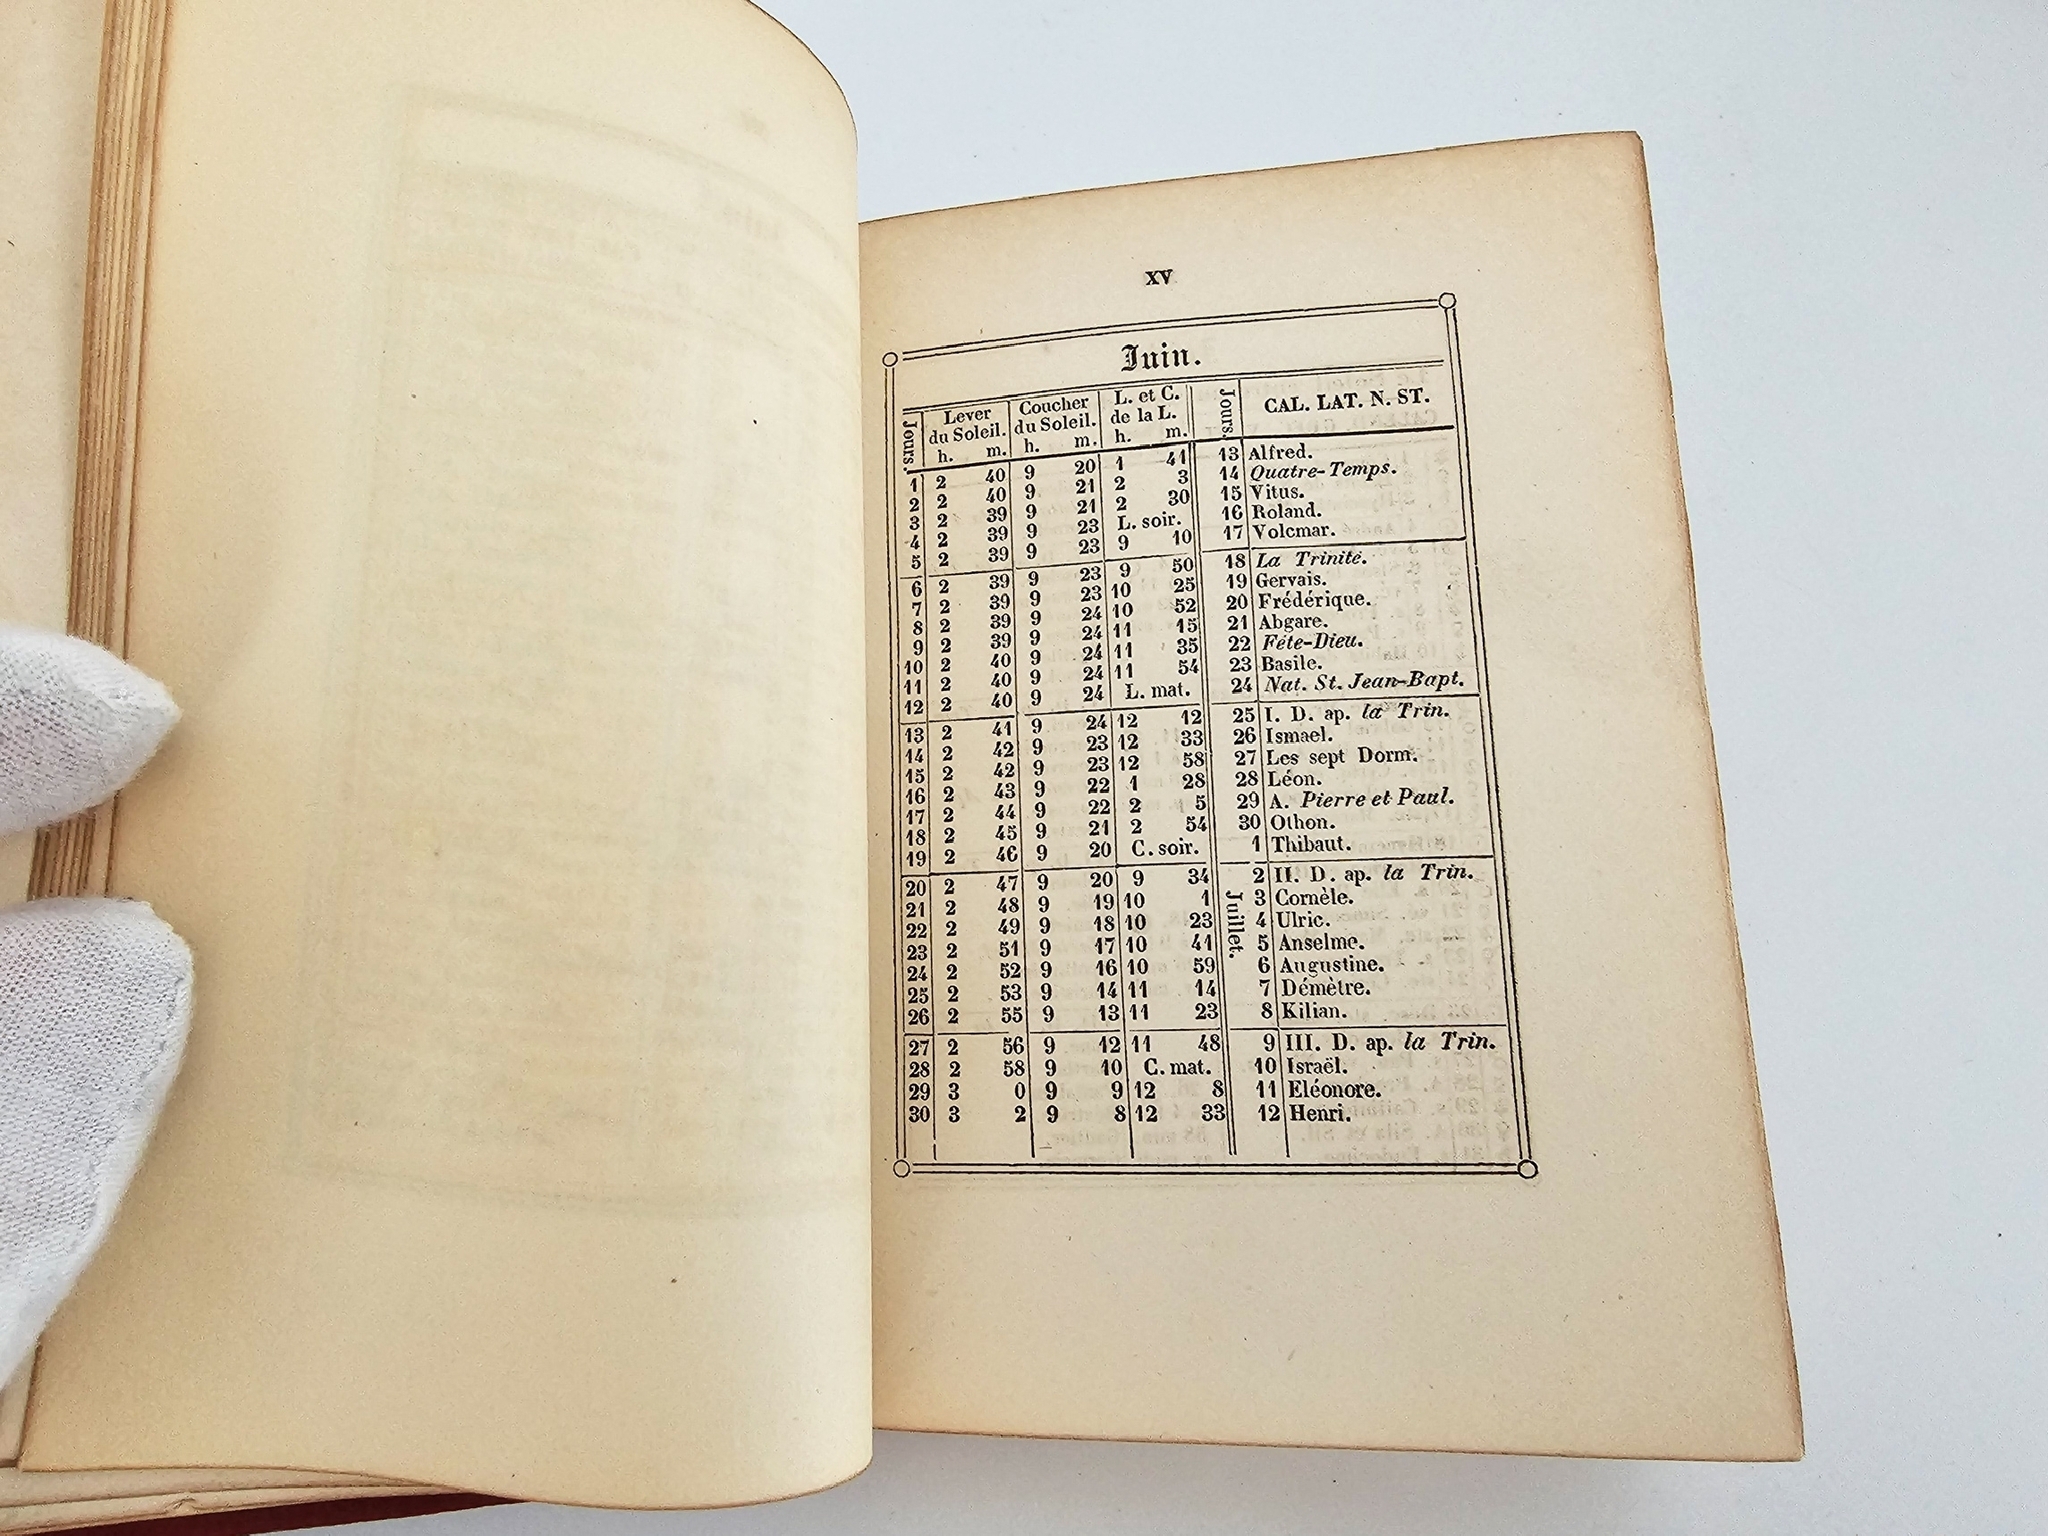 XV
Juin.
Jours. | Lever du Soleil. h. m. | Coucher du Soleil. h. m. | L. et C. de la L. h. m. | Jours. | CAL. LAT. N. ST.
1 2 40 9 20 1 41 13 Alfred.
2 2 40 9 21 2 3 14 Quatre-Temps.
3 2 39 9 21 2 30 15 Vitus.
4 2 39 9 23 L. soir. 16 Roland.
5 2 39 9 23 9 10 17 Volcmar.
6 2 39 9 23 9 50 18 La Trinité.
7 2 39 9 23 10 25 19 Gervais.
8 2 39 9 24 10 52 20 Frédérique.
9 2 39 9 24 11 15 21 Abgare.
10 2 40 9 24 11 35 22 Féte-Dieu.
11 2 40 9 24 11 54 23 Basile.
12 2 40 9 24 L. mat. 24 Nat. St. Jean-Bapt.
13 2 41 9 24 12 12 25 I. D. ap. la Trin.
14 2 42 9 23 12 33 26 Ismael.
15 2 42 9 23 12 58 27 Les sept Dorm.
16 2 43 9 22 1 28 28 Léon.
17 2 44 9 22 2 5 29 A. Pierre et Paul.
18 2 45 9 21 2 54 30 Othon.
19 2 46 9 20 C. soir. 1 Thibaut.
20 2 47 9 20 9 34 2 II. D. ap. la Trin.
21 2 48 9 19 10 1 3 Cornèle.
22 2 49 9 18 10 23 4 Ulric.
23 2 51 9 17 10 41 5 Anselme.
24 2 52 9 16 10 59 6 Augustine.
25 2 53 9 14 11 14 7 Démètre.
26 2 55 9 13 11 23 8 Kilian.
27 2 56 9 12 11 48 9 III. D. ap. la Trin.
28 2 58 9 10 C. mat. 10 Israël.
29 3 0 9 9 12 8 11 Eléonore.
30 3 2 9 8 12 33 12 Henri.
Juillet.